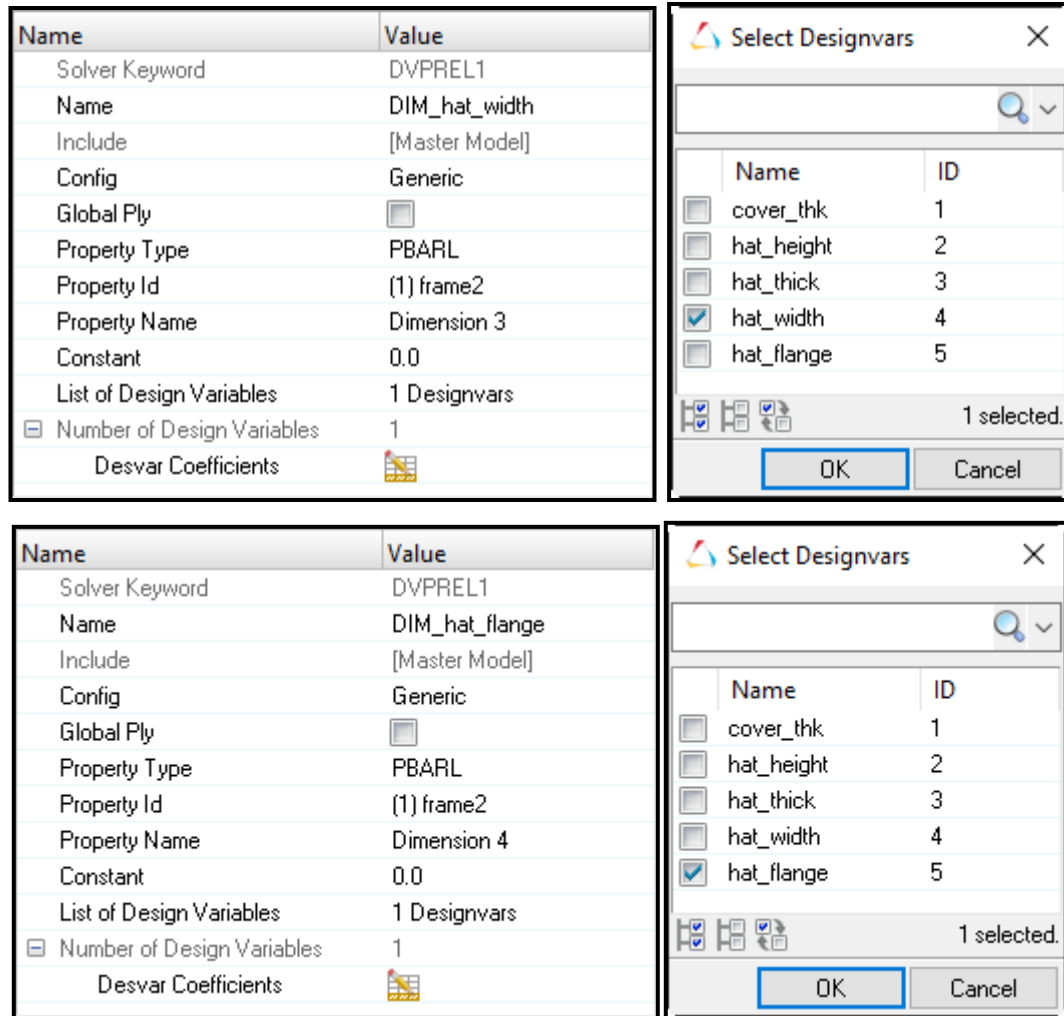 Name Value
Solver Keyword DVPREL1
Name DIM_hat_width
Include [Master Model]
Config Generic
Global Ply
Property Type PBARL
Property Id (1) frame2
Property Name Dimension 3
Constant 0.0
List of Design Variables 1 Designvars
Number of Design Variables 1
Desvar Coefficients
Select Designvars
Name ID
cover_thk 1
hat_height 2
hat_thick 3
hat_width 4
hat_flange 5
1 selected.
OK Cancel
Name Value
Solver Keyword DVPREL1
Name DIM_hat_flange
Include [Master Model]
Config Generic
Global Ply
Property Type PBARL
Property Id (1) frame2
Property Name Dimension 4
Constant 0.0
List of Design Variables 1 Designvars
Number of Design Variables 1
Desvar Coefficients
Select Designvars
Name ID
cover_thk 1
hat_height 2
hat_thick 3
hat_width 4
hat_flange 5
1 selected.
OK Cancel